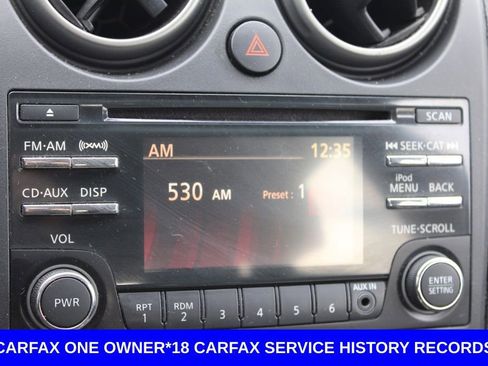 SCAN
FM·AM
((XM))
AM 12:35
SEEK·CAT
530 AM Preset : 1
iPod
MENU BACK
CD·AUX DISP
VOL
TUNE·SCROLL
PWR
RPT
1
RDM
2
3
4
5
6
AUX IN
ENTER
SETTING
CARFAX ONE OWNER*18 CARFAX SERVICE HISTORY RECORDS